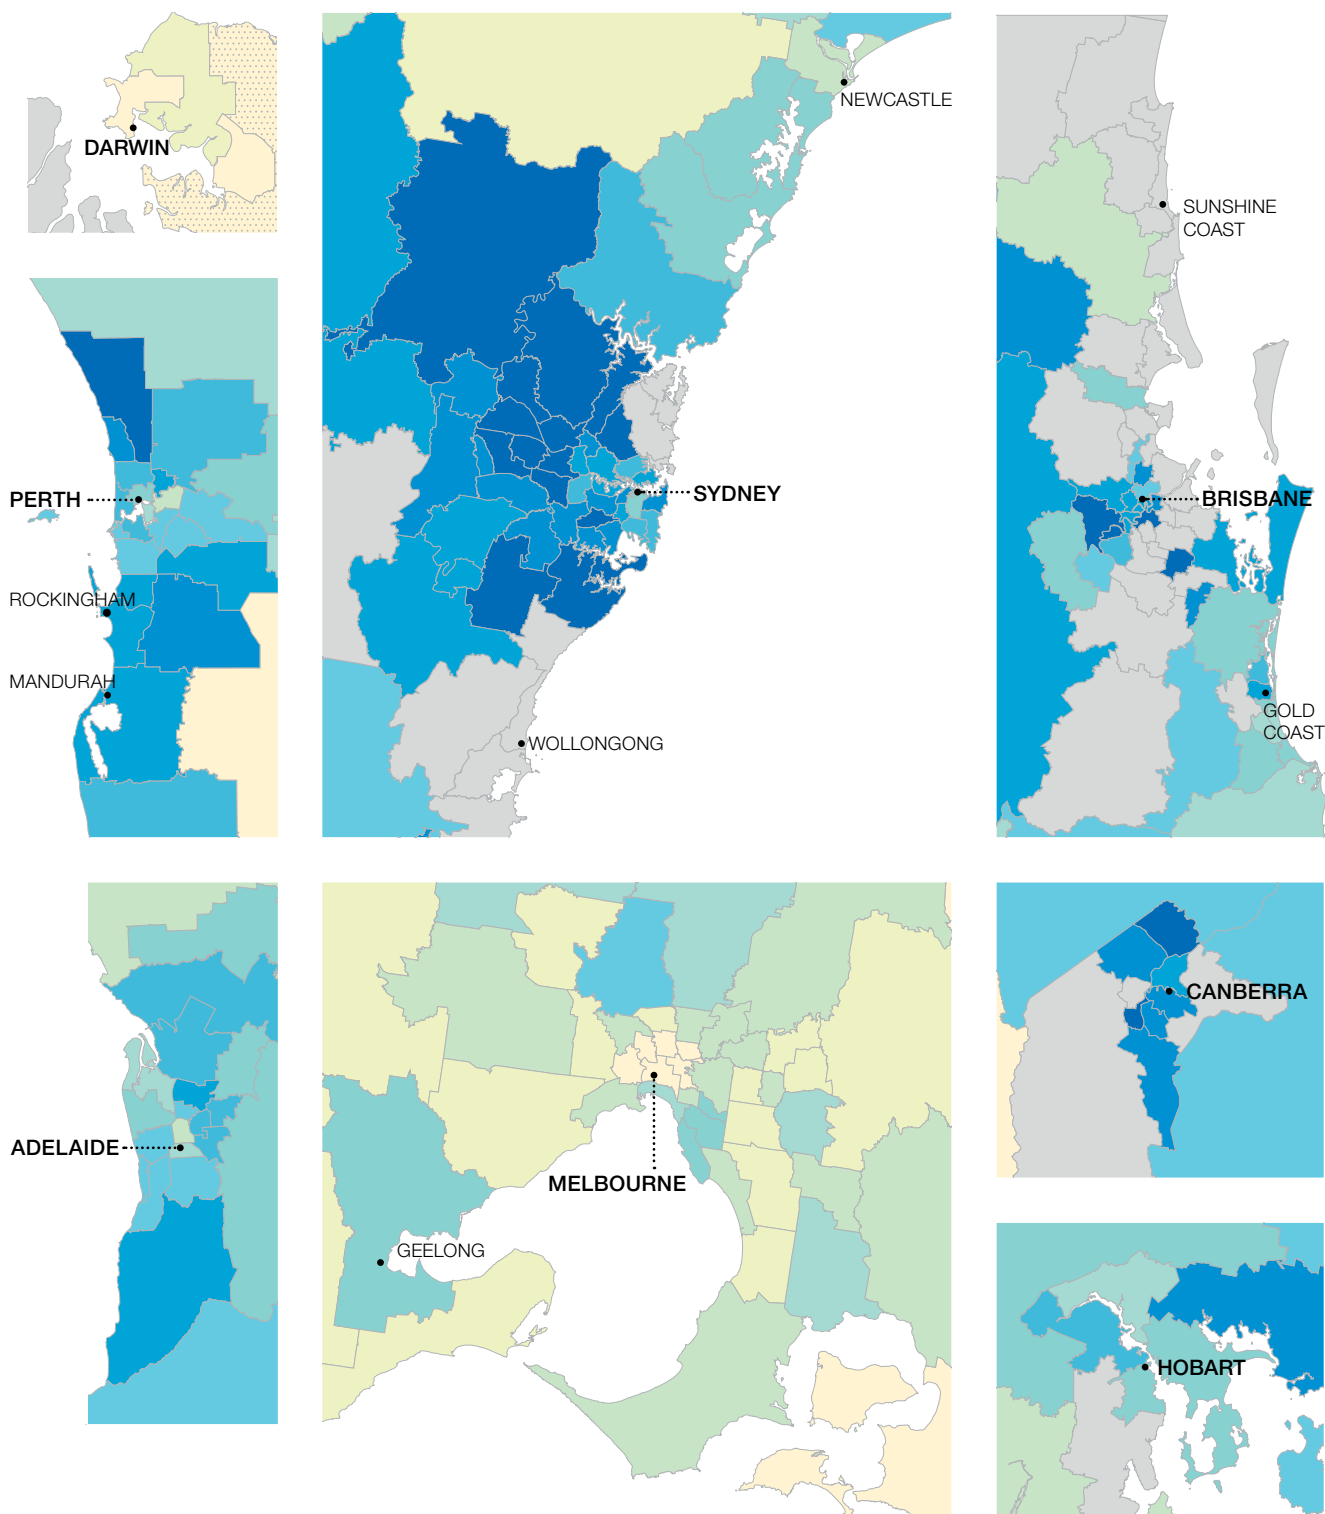 NEWCASTLE
DARWIN
SUNSHINE
COAST
PERTH
SYDNEY
BRISBANE
ROCKINGHAM
MANDURAH
GOLD
COAST
WOLLONGONG
CANBERRA
ADELAIDE
MELBOURNE
GEELONG
HOBART